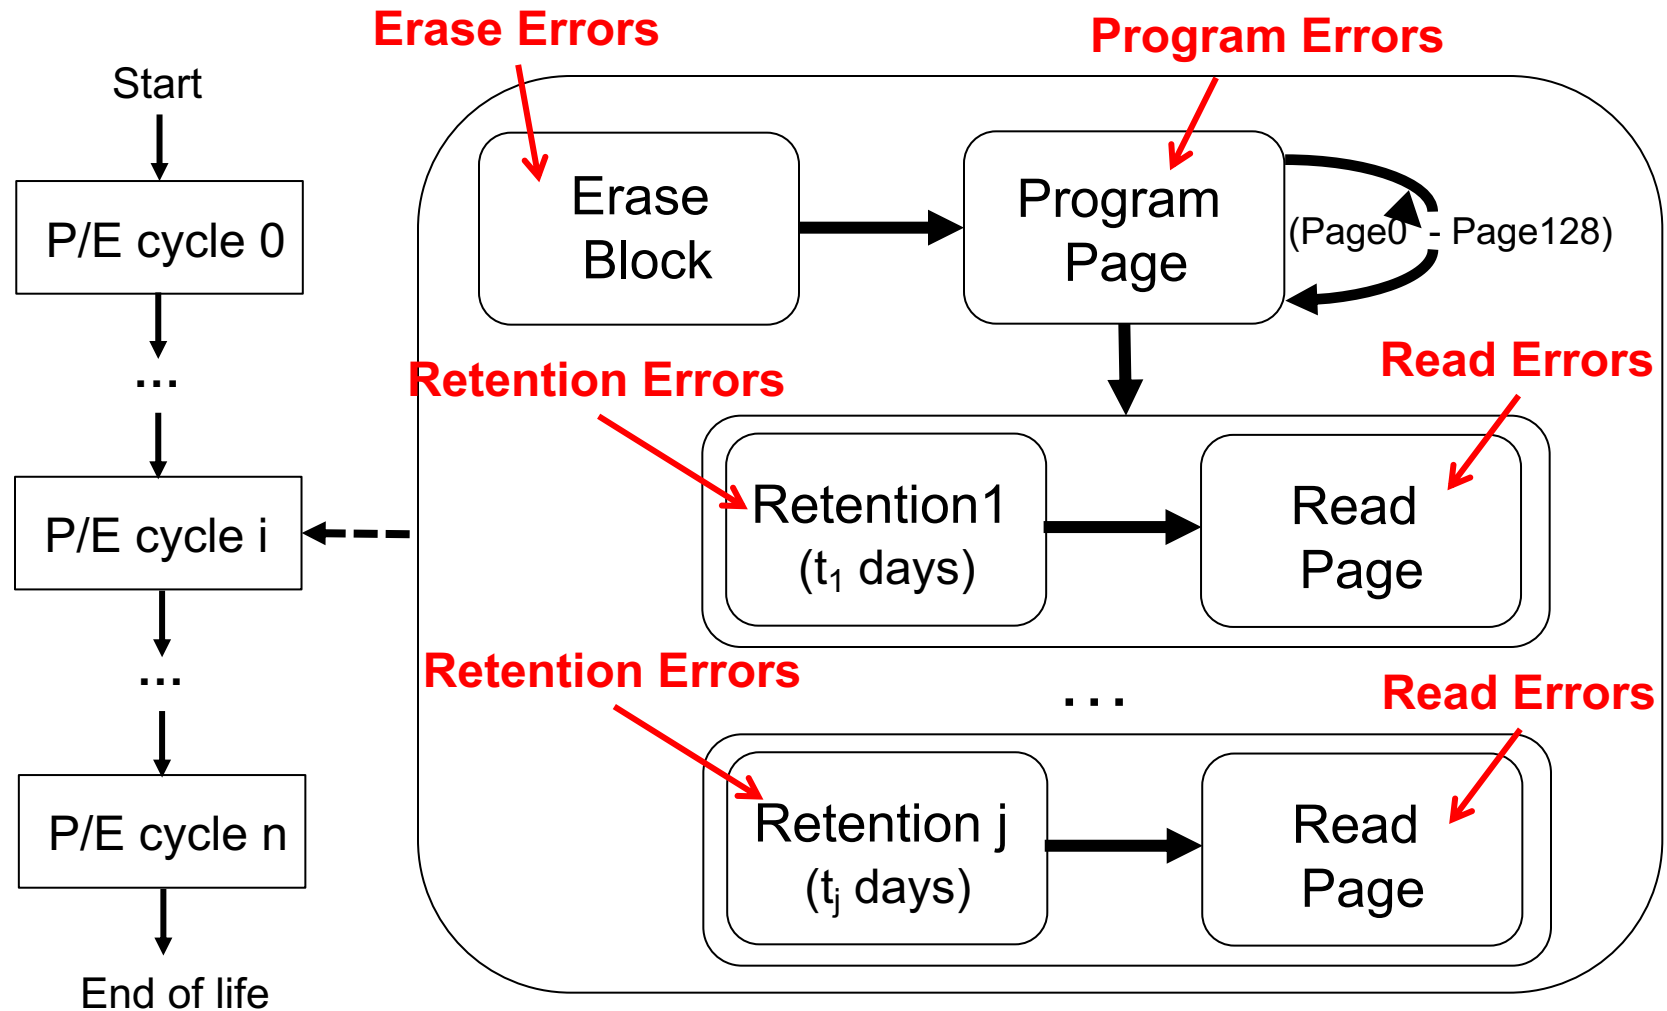 Start
P/E cycle 0
...
P/E cycle i
...
P/E cycle n
End of life
Erase Errors
Program Errors
Erase
Block
Program
Page
(Page0 - Page128)
Retention Errors
Read Errors
Retention1
(t₁ days)
Read
Page
...
Retention Errors
Read Errors
Retention j
(tⱼ days)
Read
Page